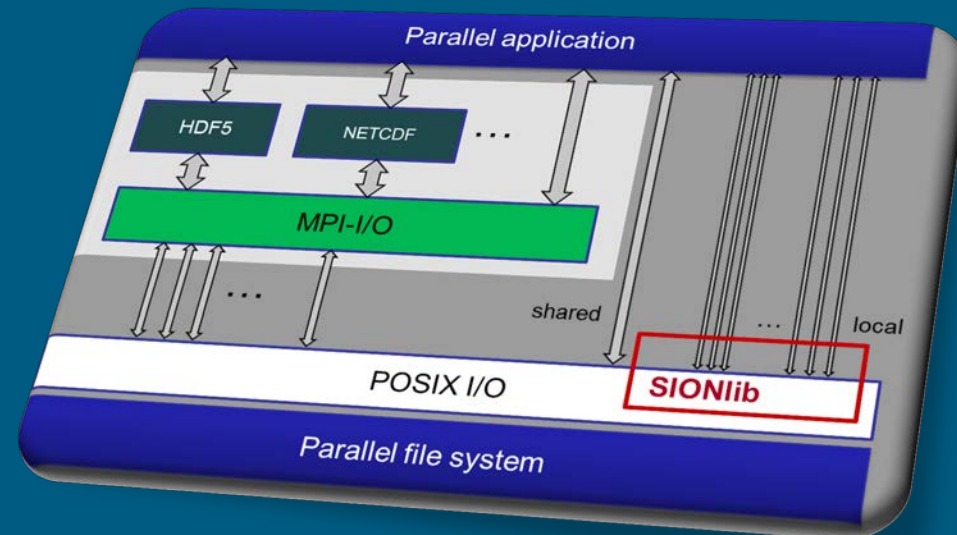 Parallel application
HDF5
NETCDF
...
MPI-I/O
...
shared
...
local
POSIX I/O
SIONlib
Parallel file system